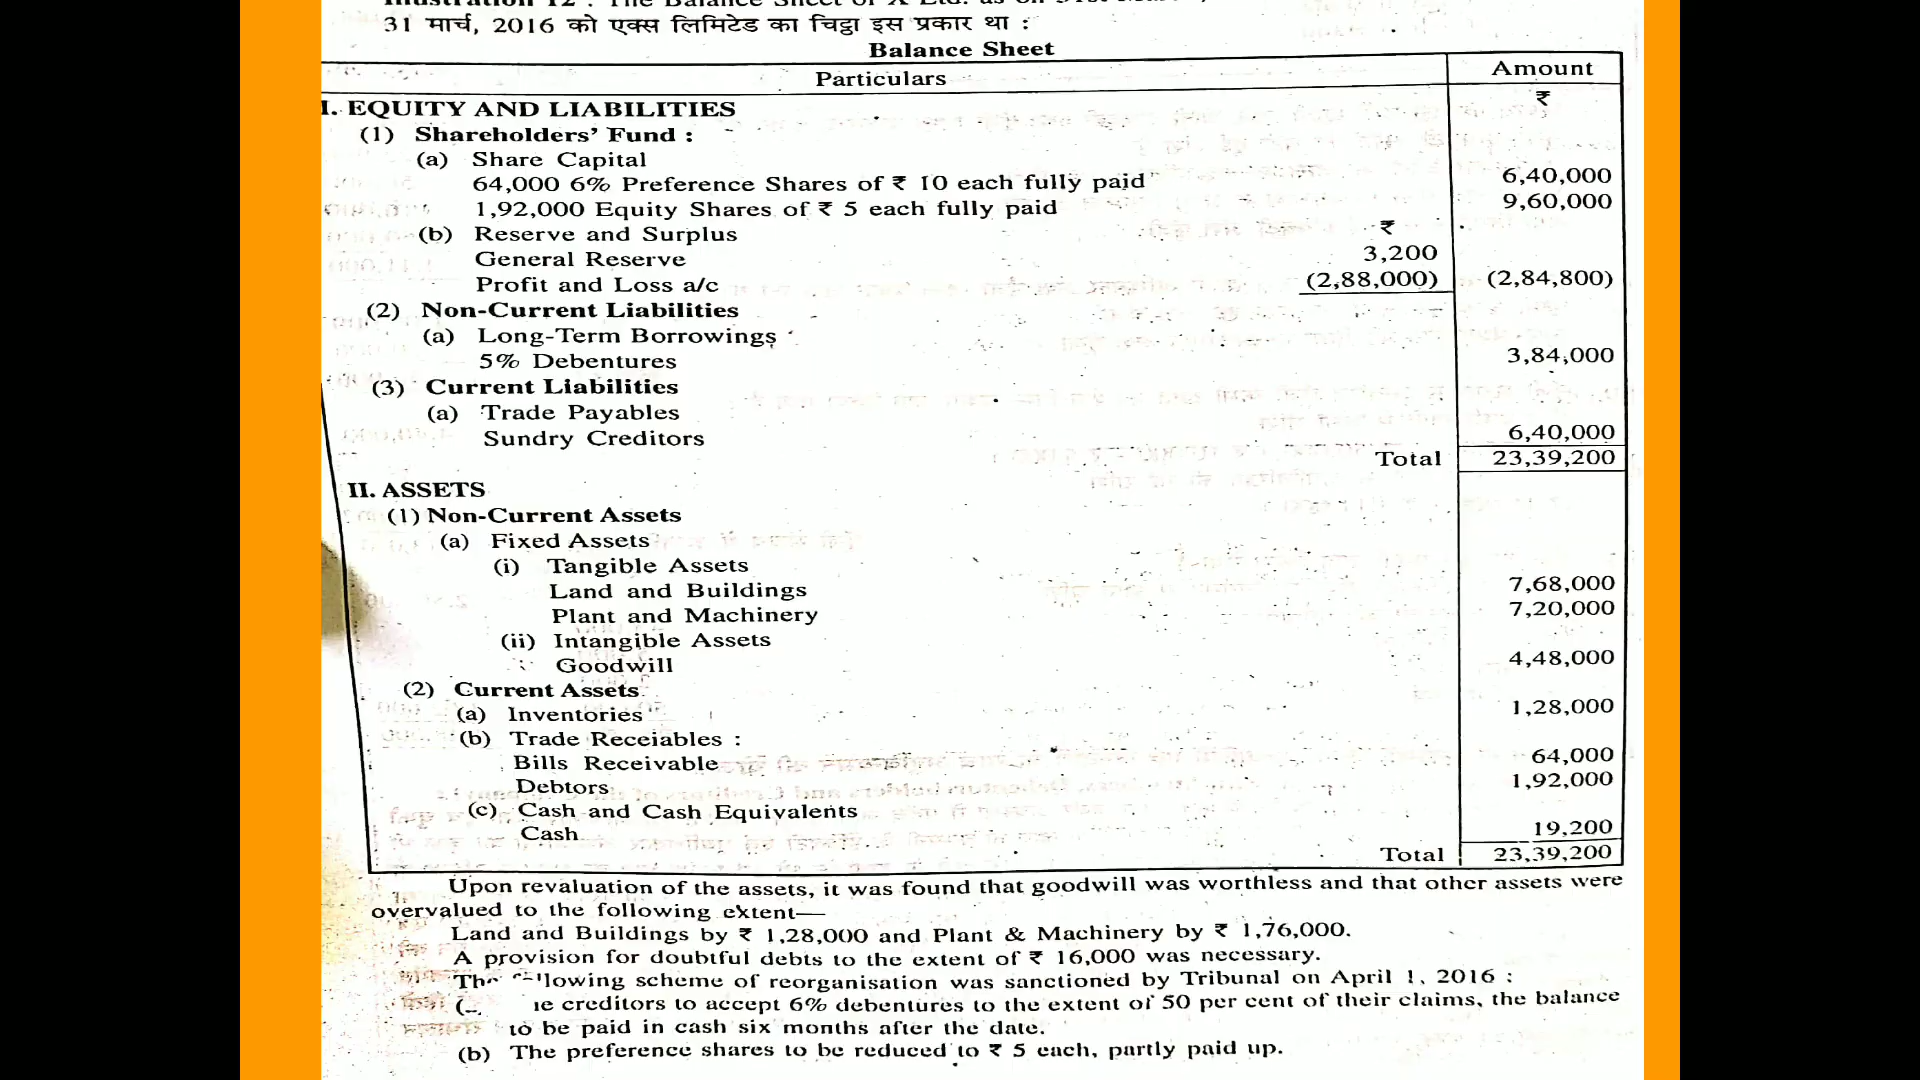 31 मार्च, 2016 को एक्स लिमिटेड का चिट्ठा इस प्रकार था :
Balance Sheet
Particulars Amount
I. EQUITY AND LIABILITIES ₹
(1) Shareholders' Fund :
(a) Share Capital
64,000 6% Preference Shares of ₹ 10 each fully paid 6,40,000
1,92,000 Equity Shares of ₹ 5 each fully paid 9,60,000
(b) Reserve and Surplus ₹
General Reserve 3,200
Profit and Loss a/c (2,88,000) (2,84,800)
(2) Non-Current Liabilities
(a) Long-Term Borrowings
5% Debentures 3,84,000
(3) Current Liabilities
(a) Trade Payables
Sundry Creditors 6,40,000
Total 23,39,200
II. ASSETS
(1) Non-Current Assets
(a) Fixed Assets
(i) Tangible Assets
Land and Buildings 7,68,000
Plant and Machinery 7,20,000
(ii) Intangible Assets
Goodwill 4,48,000
(2) Current Assets
(a) Inventories 1,28,000
(b) Trade Receiables :
Bills Receivable 64,000
Debtors 1,92,000
(c) Cash and Cash Equivalents
Cash 19,200
Total 23,39,200
Upon revaluation of the assets, it was found that goodwill was worthless and that other assets were
overvalued to the following extent—
Land and Buildings by ₹ 1,28,000 and Plant & Machinery by ₹ 1,76,000.
A provision for doubtful debts to the extent of ₹ 16,000 was necessary.
lowing scheme of reorganisation was sanctioned by Tribunal on April 1, 2016 :
creditors to accept 6% debentures to the extent of 50 per cent of their claims, the balance
to be paid in cash six months after the date.
(b) The preference shares to be reduced to ₹ 5 each, partly paid up.